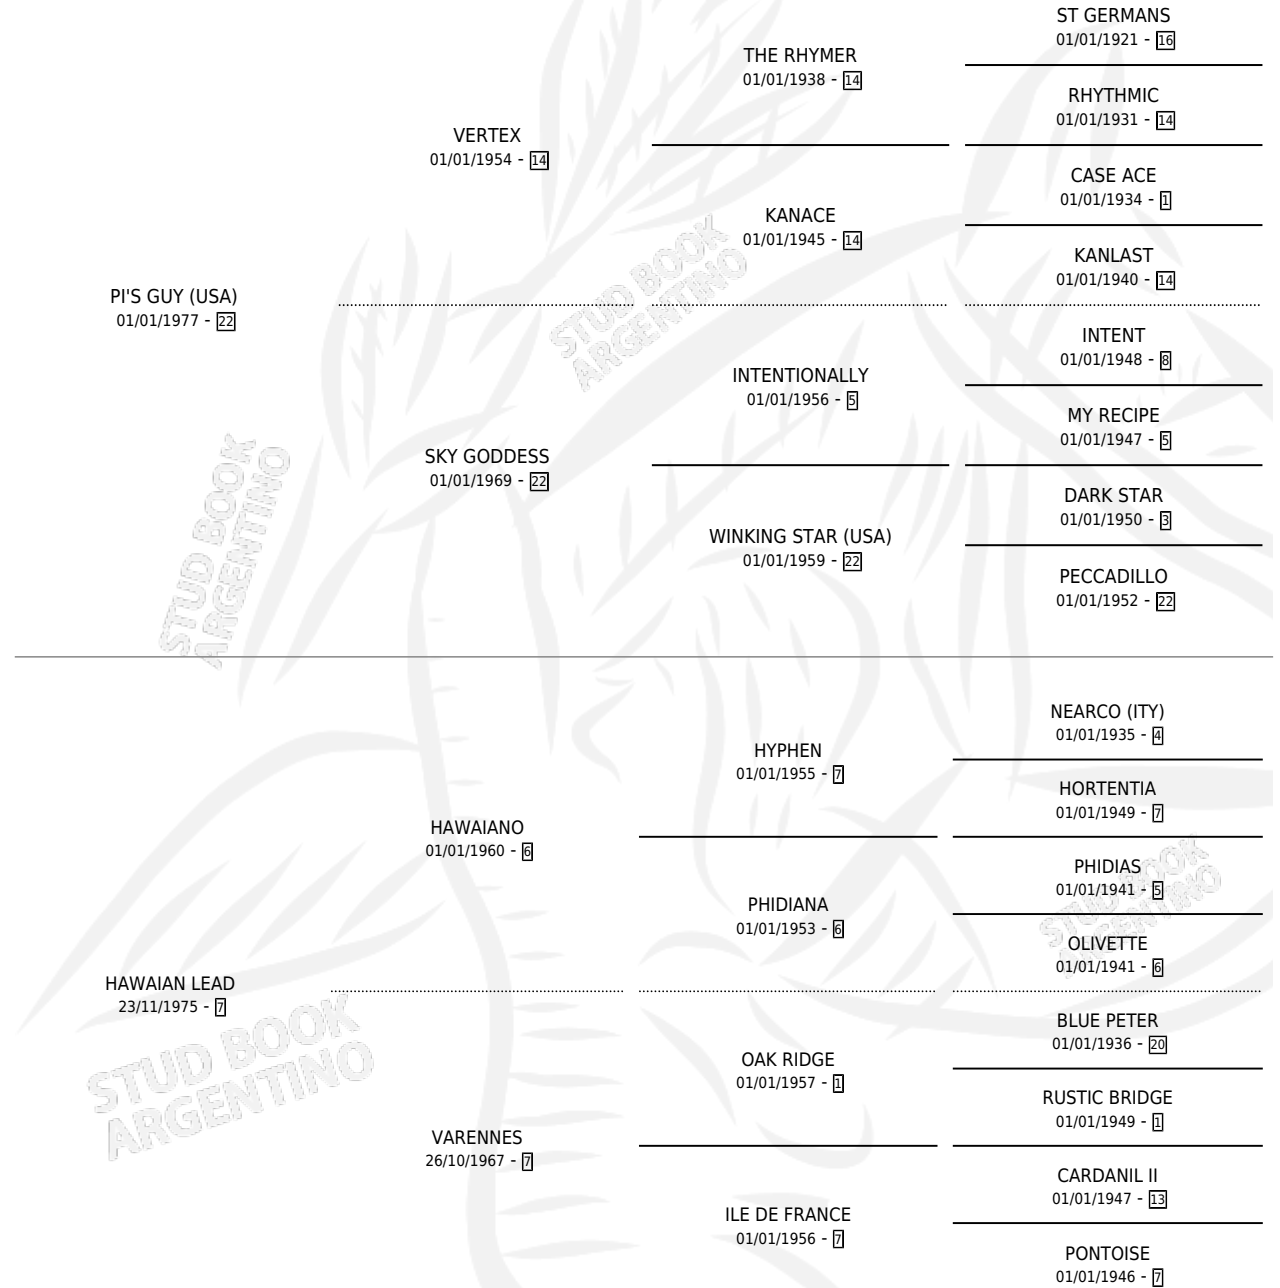 ST GERMANS
01/01/1921 - 16
THE RHYMER
01/01/1938 - 14
RHYTHMIC
01/01/1931 - 14
VERTEX
01/01/1954 - 14
CASE ACE
01/01/1934 - 1
KANACE
01/01/1945 - 14
KANLAST
01/01/1940 - 14
PI'S GUY (USA)
01/01/1977 - 22
INTENT
01/01/1948 - 8
INTENTIONALLY
01/01/1956 - 5
MY RECIPE
01/01/1947 - 5
SKY GODDESS
01/01/1969 - 22
DARK STAR
01/01/1950 - 3
WINKING STAR (USA)
01/01/1959 - 22
PECCADILLO
01/01/1952 - 22
NEARCO (ITY)
01/01/1935 - 4
HYPHEN
01/01/1955 - 7
HORTENTIA
01/01/1949 - 7
HAWAIANO
01/01/1960 - 6
PHIDIAS
01/01/1941 - 5
PHIDIANA
01/01/1953 - 6
OLIVETTE
01/01/1941 - 6
HAWAIAN LEAD
23/11/1975 - 7
BLUE PETER
01/01/1936 - 20
OAK RIDGE
01/01/1957 - 1
RUSTIC BRIDGE
01/01/1949 - 1
VARENNES
26/10/1967 - 7
CARDANIL II
01/01/1947 - 13
ILE DE FRANCE
01/01/1956 - 7
PONTOISE
01/01/1946 - 7
STUD BOOK
ARGENTINO
STUD BOOK
ARGENTINO
STUD BOOK
ARGENTINO
STUD BOOK
ARGENTINO